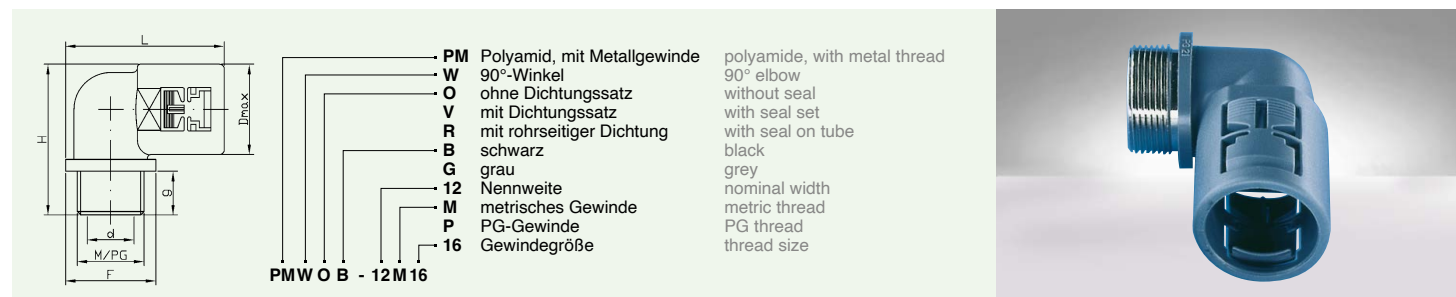 L
H
Dmax
g
d
M/PG
F
PM Polyamid, mit Metallgewinde polyamide, with metal thread
W 90°-Winkel 90° elbow
O ohne Dichtungssatz without seal
V mit Dichtungssatz with seal set
R mit rohrseitiger Dichtung with seal on tube
B schwarz black
G grau grey
12 Nennweite nominal width
M metrisches Gewinde metric thread
P PG-Gewinde PG thread
16 Gewindegröße thread size
PM W O B - 12 M 16